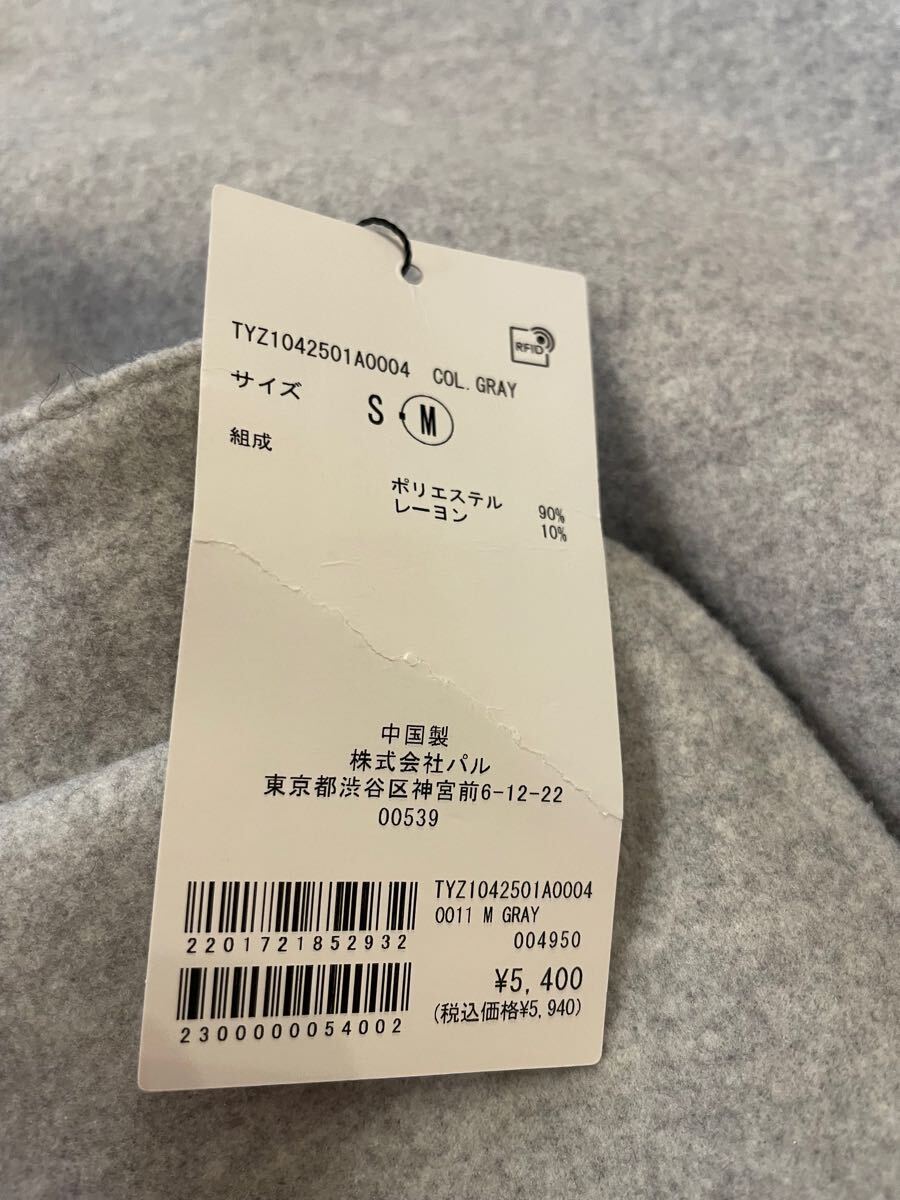 RFID
TYZ1042501A0004 COL.GRAY
サイズ S・M
組成
ポリエステル 90%
レーヨン 10%
中国製
株式会社パル
東京都渋谷区神宮前6-12-22
00539
TYZ1042501A0004
0011 M GRAY
2201721852932 004950
¥5,400
2300000054002 (税込価格¥5,940)